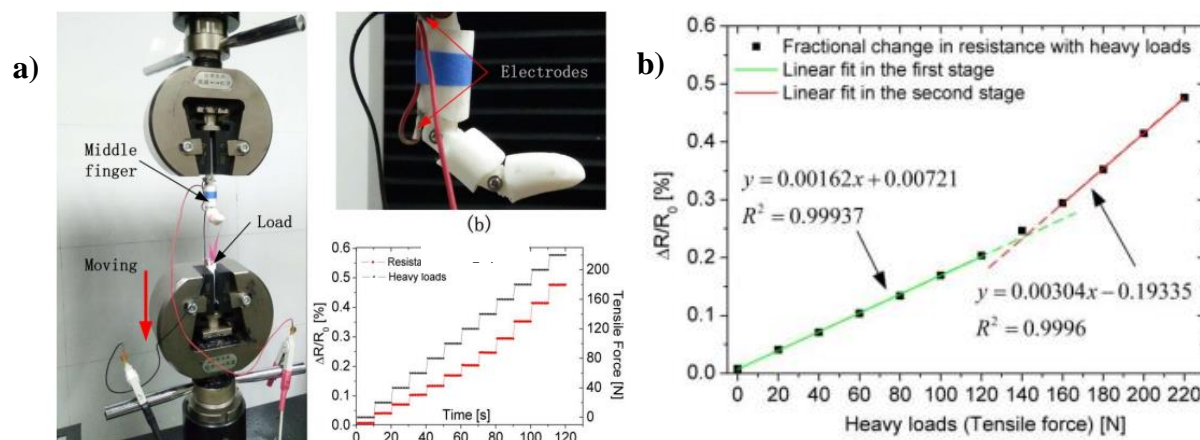 a)
Middle
finger
Load
Moving
Electrodes
(b)
0.6
0.5
0.4
0.3
0.2
0.1
0.0
ΔR/R₀ [%]
Resista
Heavy loads
200
160
120
80
40
0
Tensile Force [N]
0 20 40 60 80 100 120
Time [s]
b)
0.6
0.5
0.4
0.3
0.2
0.1
0.0
ΔR/R₀ [%]
Fractional change in resistance with heavy loads
Linear fit in the first stage
Linear fit in the second stage
y = 0.00162x + 0.00721
R² = 0.99937
y = 0.00304x − 0.19335
R² = 0.9996
0 20 40 60 80 100 120 140 160 180 200 220
Heavy loads (Tensile force) [N]